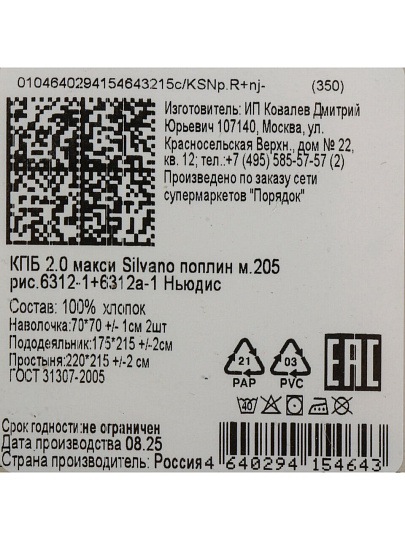 0104640294154643215c/KSNp.R+nj- (350)
Изготовитель: ИП Ковалев Дмитрий
Юрьевич 107140, Москва, ул.
Красносельская Верхн., дом № 22,
кв. 12; тел.:+7 (495) 585-57-57 (2)
Произведено по заказу сети
супермаркетов "Порядок"
КПБ 2.0 макси Silvano поплин м.205
рис.6312-1+6312а-1 Ньюдис
Состав: 100% хлопок
Наволочка:70*70 +/- 1см 2шт
Пододеяльник:175*215 +/-2см
Простыня:220*215 +/-2 см
ГОСТ 31307-2005
21 03
PAP PVC
EAC
40
Срок годности:не ограничен
Дата производства 08.25
Страна производитель: Россия
4 640294 154643